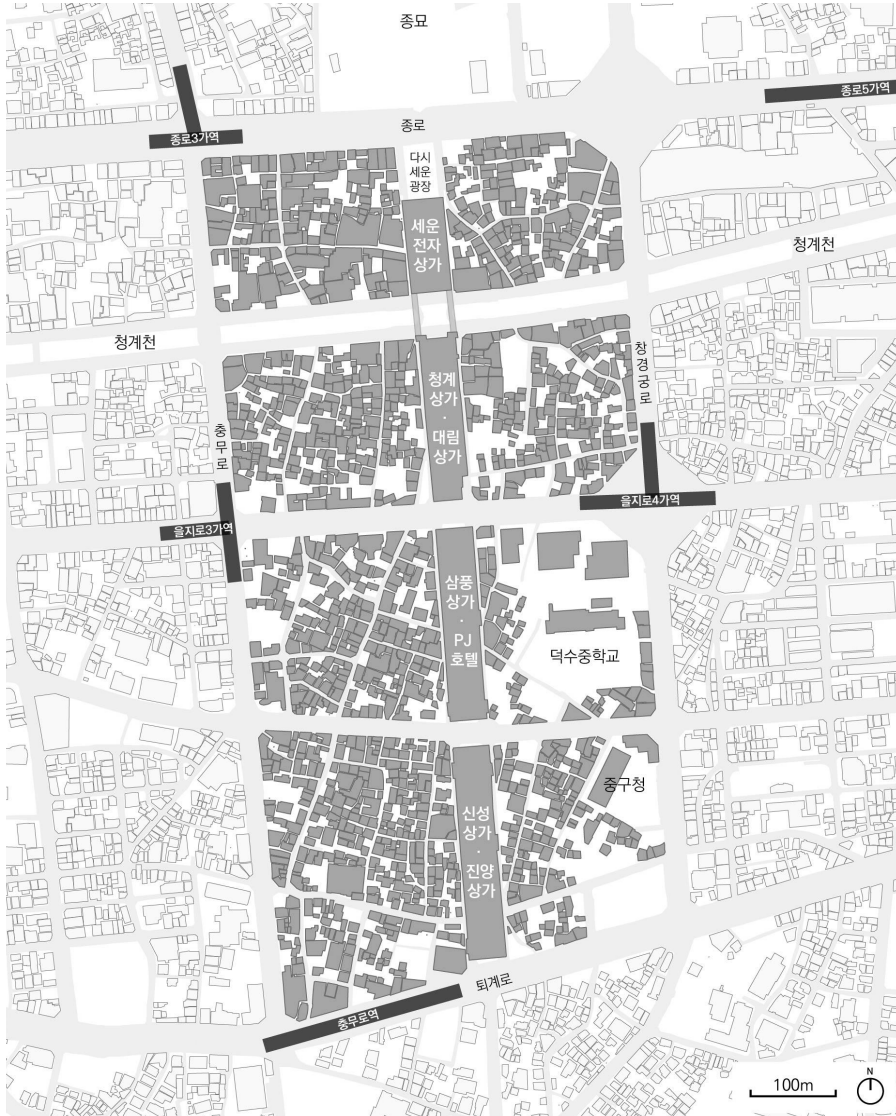 종묘
종로5가역
종로3가역
종로
다시
세운
광장
세운
전자
상가
청계천
청계천
창경궁로
청계
상가
·
대림
상가
충무로
을지로4가역
을지로3가역
삼풍
상가
·
PJ
호텔
덕수중학교
중구청
신성
상가
·
진양
상가
퇴계로
충무로역
N
100m